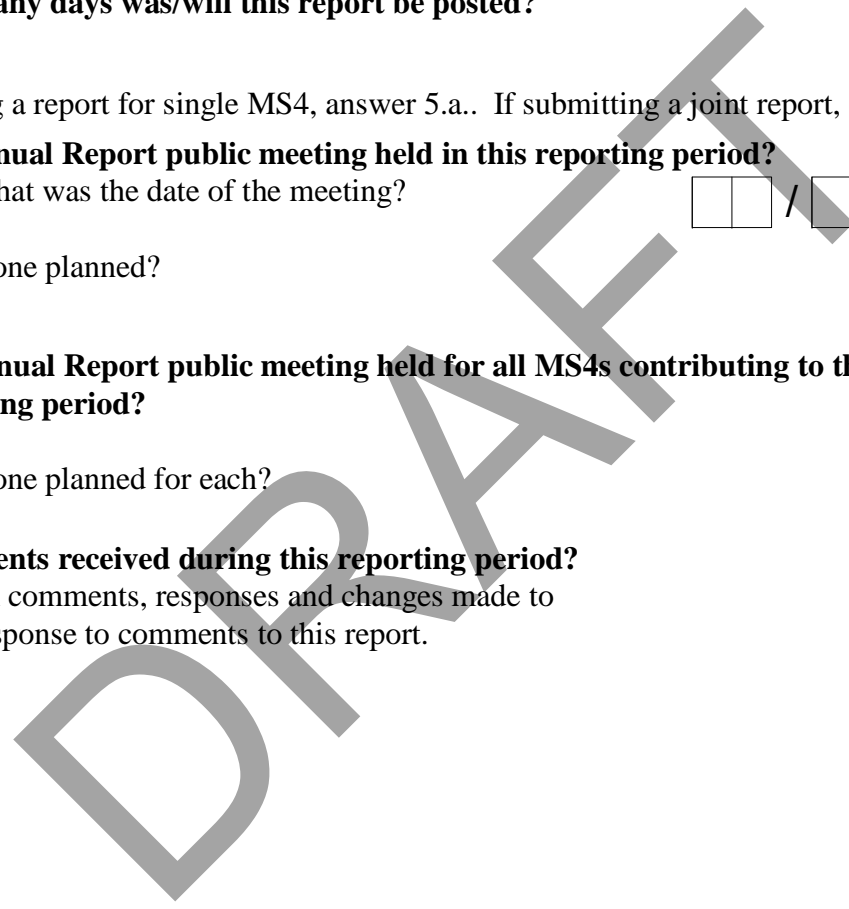 any days was/will this report be posted?
g a report for single MS4, answer 5.a.. If submitting a joint report,
nual Report public meeting held in this reporting period?
hat was the date of the meeting?
/
one planned?
nual Report public meeting held for all MS4s contributing to th
ng period?
one planned for each?
ents received during this reporting period?
comments, responses and changes made to
sponse to comments to this report.
DRAFT